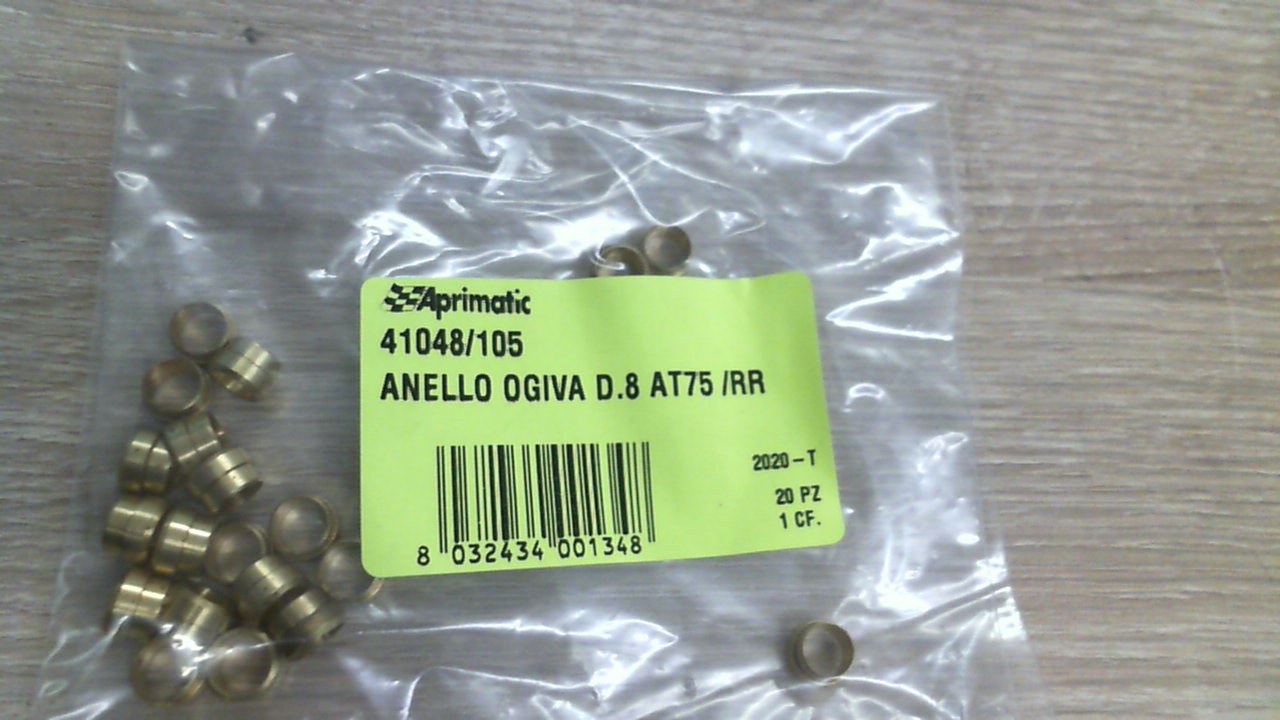 Aprimatic
41048/105
ANELLO OGIVA D.8 AT75 /RR
2020-T
20 PZ
1 CF.
8 032434 001348